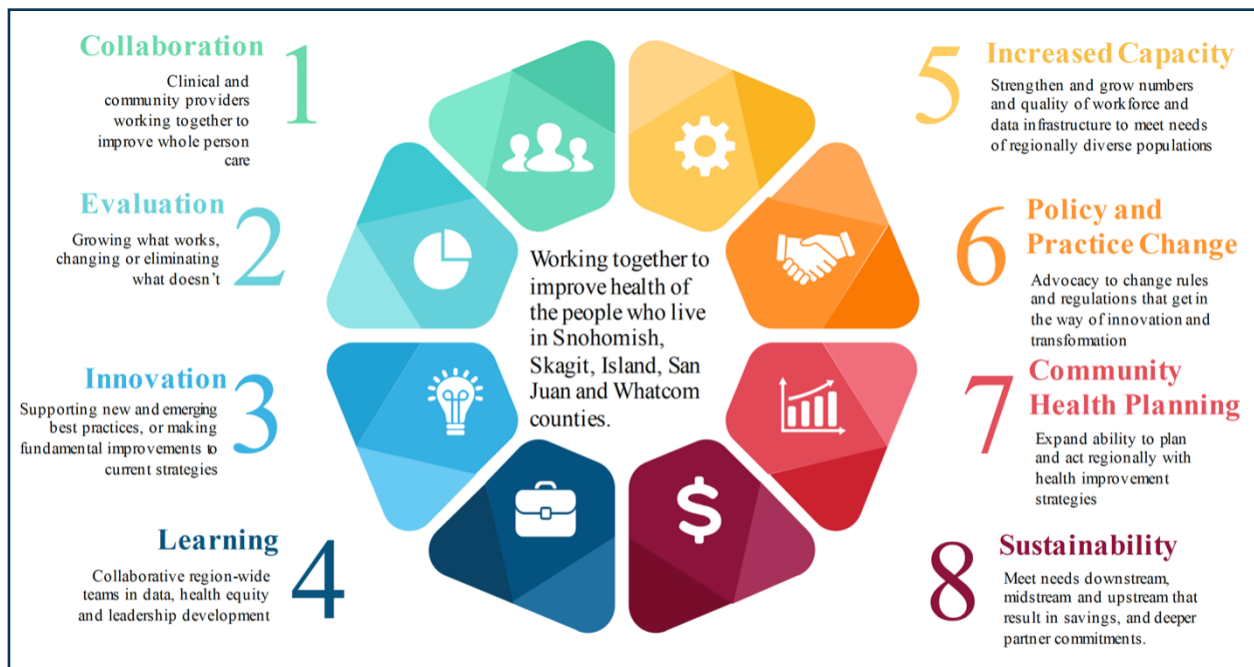 Collaboration
1
Clinical and
community providers
working together to
improve whole person
care
Evaluation
2
Growing what works,
changing or eliminating
what doesn't
Innovation
3
Supporting new and emerging
best practices, or making
fundamental improvements to
current strategies
Learning
4
Collaborative region-wide
teams in data, health equity
and leadership development
Working together to
improve health of
the people who live
in Snohomish,
Skagit, Island, San
Juan and Whatcom
counties.
$
5
Increased Capacity
Strengthen and grow numbers
and quality of workforce and
data infrastructure to meet needs
of regionally diverse populations
6
Policy and
Practice Change
Advocacy to change rules
and regulations that get in
the way of innovation and
transformation
7
Community
Health Planning
Expand ability to plan
and act regionally with
health improvement
strategies
8
Sustainability
Meet needs downstream,
midstream and upstream that
result in savings, and deeper
partner commitments.